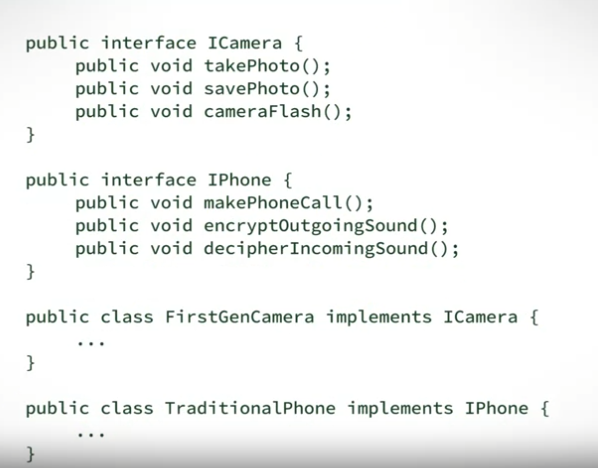 public interface ICamera {
public void takePhoto();
public void savePhoto();
public void cameraFlash();
}
public interface IPhone {
public void makePhoneCall();
public void encryptOutgoingSound();
public void decipherIncomingSound();
}
public class FirstGenCamera implements ICamera {
...
}
public class TraditionalPhone implements IPhone {
...
}